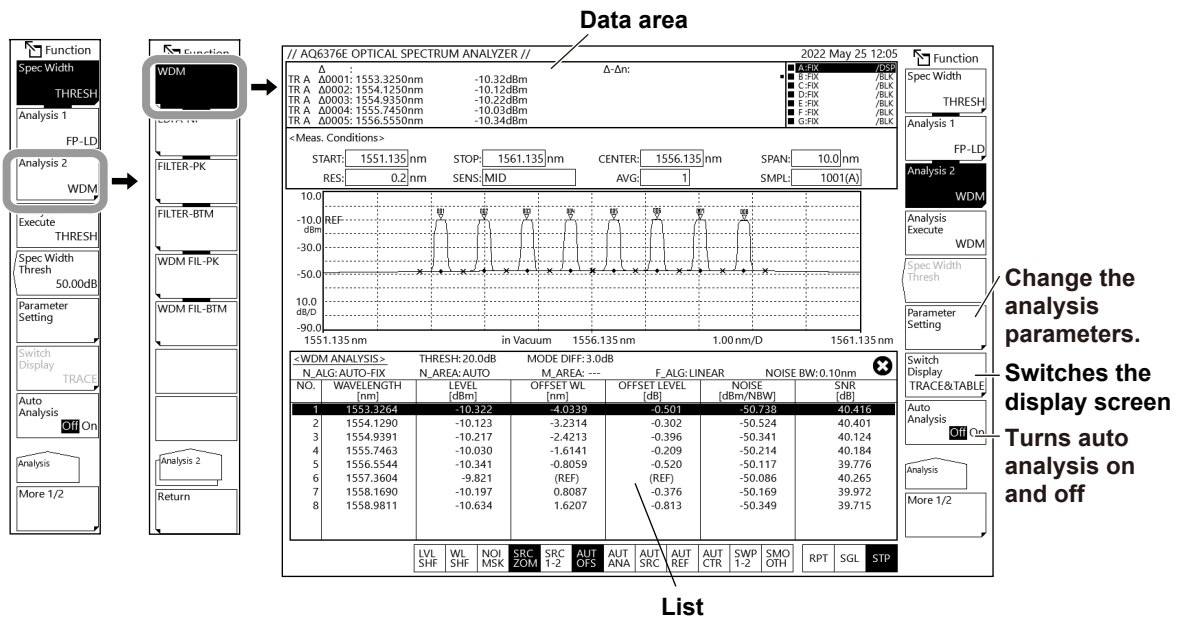 Data area
Function
Spec Width
THRESH
Analysis 1
FP-LD
Analysis 2
WDM
Execute
THRESH
Spec Width
Thresh
50.00dB
Parameter
Setting
Switch
Display
TRACE
Auto
Analysis
Off On
Analysis
More 1/2
Function
WDM
FILTER-PK
FILTER-BTM
WDM FIL-PK
WDM FIL-BTM
Analysis 2
Return
// AQ6376E OPTICAL SPECTRUM ANALYZER // 2022 May 25 12:05
Δ : Δ-Δn:
TR A Δ0001: 1553.3250nm -10.32dBm
TR A Δ0002: 1554.1250nm -10.12dBm
TR A Δ0003: 1554.9350nm -10.22dBm
TR A Δ0004: 1555.7450nm -10.03dBm
TR A Δ0005: 1556.5550nm -10.34dBm
A:FIX /DSP
B:FIX /BLK
C:FIX /BLK
D:FIX /BLK
E:FIX /BLK
F:FIX /BLK
G:FIX /BLK
<Meas. Conditions>
START: 1551.135 nm STOP: 1561.135 nm CENTER: 1556.135 nm SPAN: 10.0 nm
RES: 0.2 nm SENS: MID AVG: 1 SMPL: 1001(A)
10.0
-10.0 REF
dBm
-30.0
-50.0
10.0
dB/D
-90.0
001 002 003 004 005 006 007 008
1551.135 nm in Vacuum 1556.135 nm 1.00 nm/D 1561.135 nm
<WDM ANALYSIS> THRESH: 20.0dB MODE DIFF: 3.0dB
N_ALG: AUTO-FIX N_AREA: AUTO M_AREA: --- F_ALG: LINEAR NOISE BW: 0.10nm
NO. WAVELENGTH LEVEL OFFSET WL OFFSET LEVEL NOISE SNR
[nm] [dBm] [nm] [dB] [dBm/NBW] [dB]
1 1553.3264 -10.322 -4.0339 -0.501 -50.738 40.416
2 1554.1290 -10.123 -3.2314 -0.302 -50.524 40.401
3 1554.9391 -10.217 -2.4213 -0.396 -50.341 40.124
4 1555.7463 -10.030 -1.6141 -0.209 -50.214 40.184
5 1556.5544 -10.341 -0.8059 -0.520 -50.117 39.776
6 1557.3604 -9.821 (REF) (REF) -50.086 40.265
7 1558.1690 -10.197 0.8087 -0.376 -50.169 39.972
8 1558.9811 -10.634 1.6207 -0.813 -50.349 39.715
LVL WL NOI SRC SRC AUT AUT AUT AUT AUT SWP SMO RPT SGL STP
SHF SHF MSK ZOM 1-2 OFS ANA SRC REF CTR 1-2 OTH
Function
Spec Width
THRESH
Analysis 1
FP-LD
Analysis 2
WDM
Analysis
Execute
WDM
Spec Width
Thresh
Parameter
Setting
Switch
Display
TRACE&TABLE
Auto
Analysis
Off On
Analysis
More 1/2
Change the
analysis
parameters.
Switches the
display screen
Turns auto
analysis on
and off
List